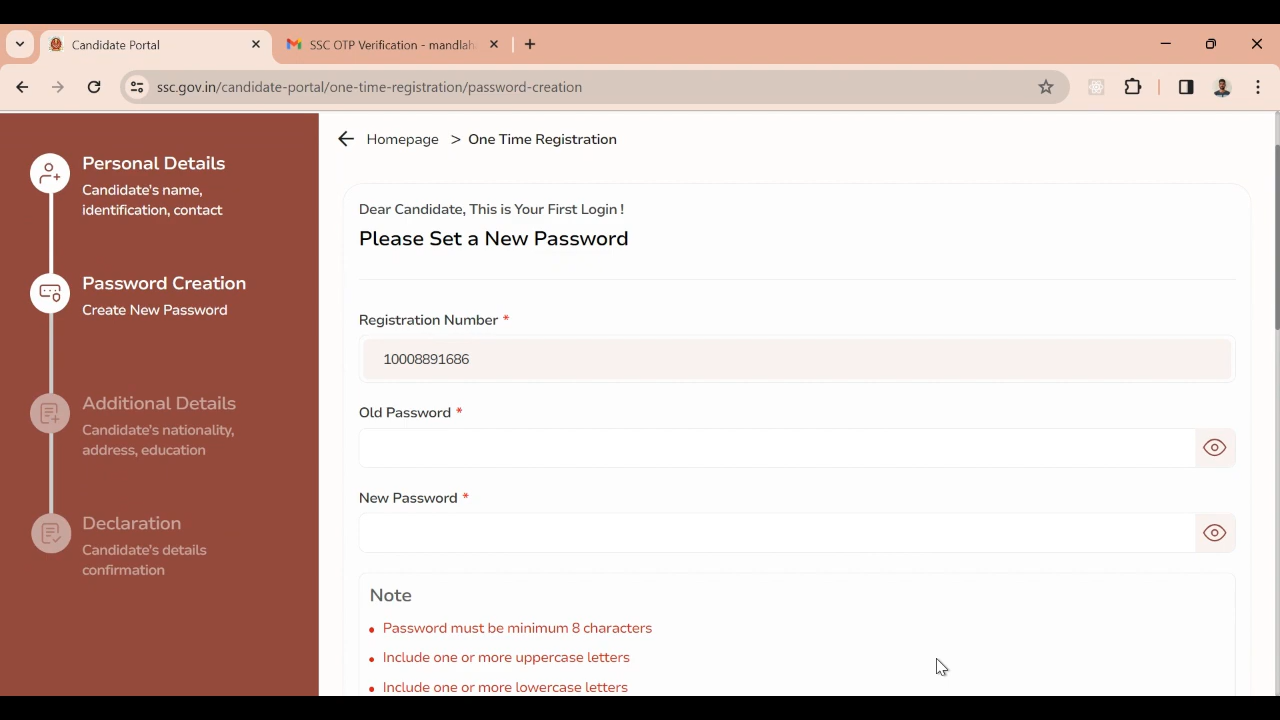 Candidate Portal
SSC OTP Verification - mandlah
ssc.gov.in/candidate-portal/one-time-registration/password-creation
Personal Details
Candidate's name,
identification, contact
Password Creation
Create New Password
Additional Details
Candidate's nationality,
address, education
Declaration
Candidate's details
confirmation
Homepage > One Time Registration
Dear Candidate, This is Your First Login !
Please Set a New Password
Registration Number *
10008891686
Old Password *
New Password *
Note
Password must be minimum 8 characters
Include one or more uppercase letters
Include one or more lowercase letters